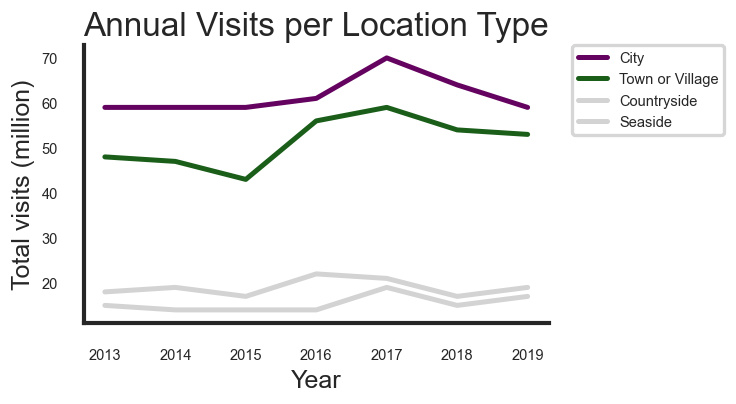 Annual Visits per Location Type
Total visits (million)
70
60
50
40
30
20
2013 2014 2015 2016 2017 2018 2019
Year
City
Town or Village
Countryside
Seaside